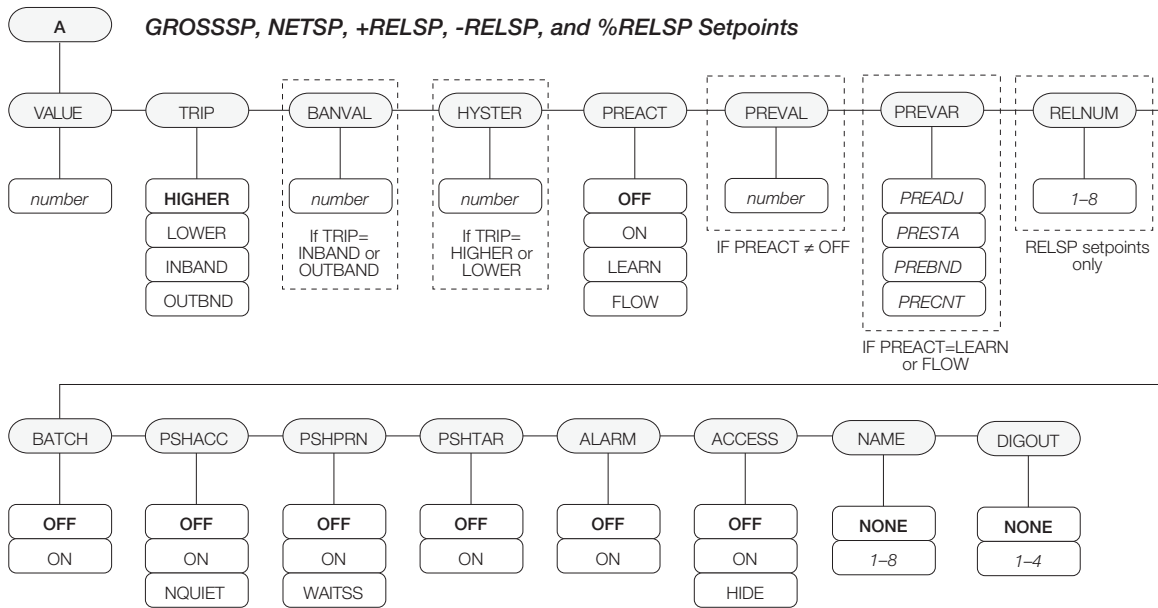 A
GROSSSP, NETSP, +RELSP, -RELSP, and %RELSP Setpoints
VALUE
TRIP
BANVAL
HYSTER
PREACT
PREVAL
PREVAR
RELNUM
number
HIGHER
LOWER
INBAND
OUTBND
number
If TRIP=
INBAND or
OUTBAND
number
If TRIP=
HIGHER or
LOWER
OFF
ON
LEARN
FLOW
number
IF PREACT ≠ OFF
PREADJ
PRESTA
PREBND
PRECNT
IF PREACT=LEARN
or FLOW
1–8
RELSP setpoints
only
BATCH
PSHACC
PSHPRN
PSHTAR
ALARM
ACCESS
NAME
DIGOUT
OFF
ON
OFF
ON
NQUIET
OFF
ON
WAITSS
OFF
ON
OFF
ON
OFF
ON
HIDE
NONE
1–8
NONE
1–4